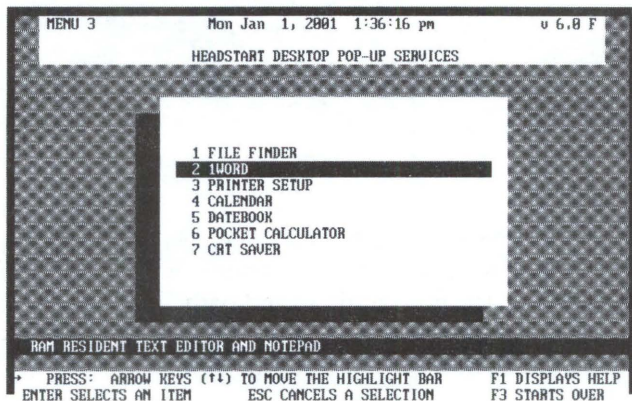 MENU 3 Mon Jan 1, 2001 1:36:16 pm v 6.0 F
HEADSTART DESKTOP POP-UP SERVICES
1 FILE FINDER
2 1WORD
3 PRINTER SETUP
4 CALENDAR
5 DATEBOOK
6 POCKET CALCULATOR
7 CRT SAVER
RAM RESIDENT TEXT EDITOR AND NOTEPAD
PRESS: ARROW KEYS (↑↓) TO MOVE THE HIGHLIGHT BAR F1 DISPLAYS HELP
ENTER SELECTS AN ITEM ESC CANCELS A SELECTION F3 STARTS OVER